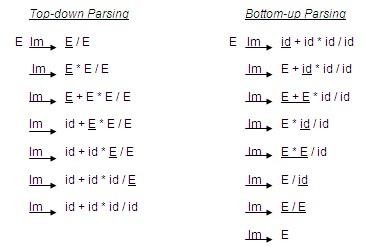 Top-down Parsing
E lm E / E
lm E * E / E
lm E + E * E / E
lm id + E * E / E
lm id + id * E / E
lm id + id * id / E
lm id + id * id / id
Bottom-up Parsing
E lm id + id * id / id
lm E + id * id / id
lm E + E * id / id
lm E * id / id
lm E * E / id
lm E / id
lm E / E
lm E